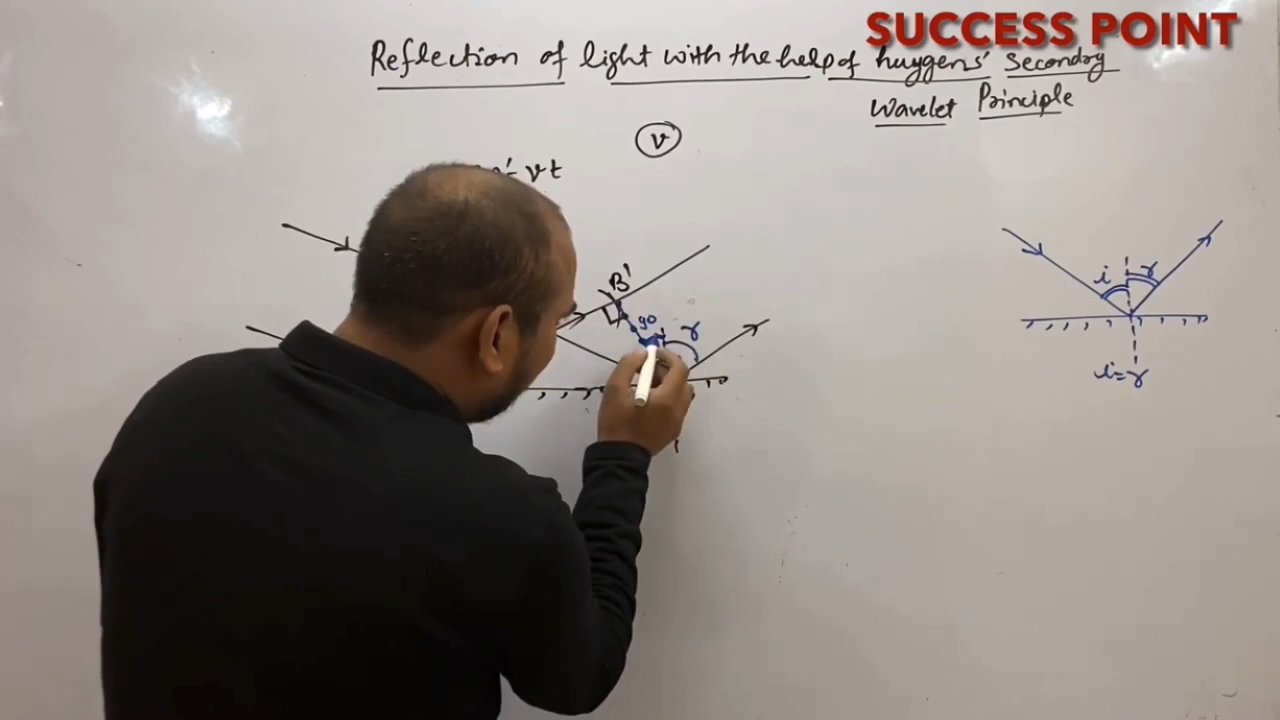 SUCCESS POINT
Reflection of light with the help of huygens' Secondary
Wavelet Principle
v
= vt
B'
90
r
i r
i=r